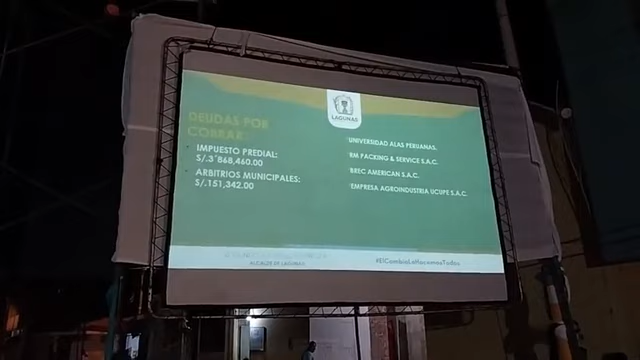 LAGUNAS
DEUDAS POR
COBRAR
IMPUESTO PREDIAL:
S/.3´868,460.00
ARBITRIOS MUNICIPALES:
S/.151,342.00
UNIVERSIDAD ALAS PERUANAS.
RM PACKING & SERVICE S.A.C.
BREC AMERICAN S.A.C.
EMPRESA AGROINDUSTRIA UCUPE S.A.C.
ALCALDE DE LAGUNAS
#ElCambioLoHacemosTodos